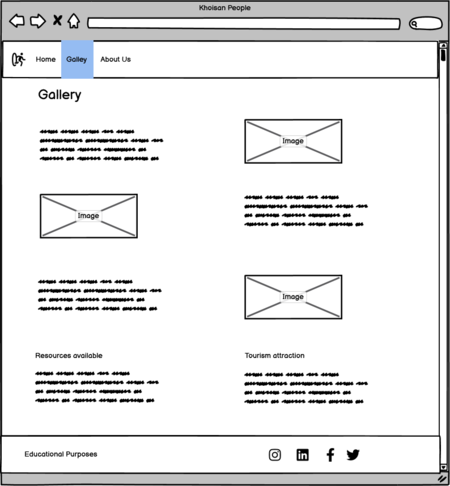 Khoisan People
Home Galley About Us
Gallery
Image
Image
Image
Resources available
Tourism attraction
Educational Purposes